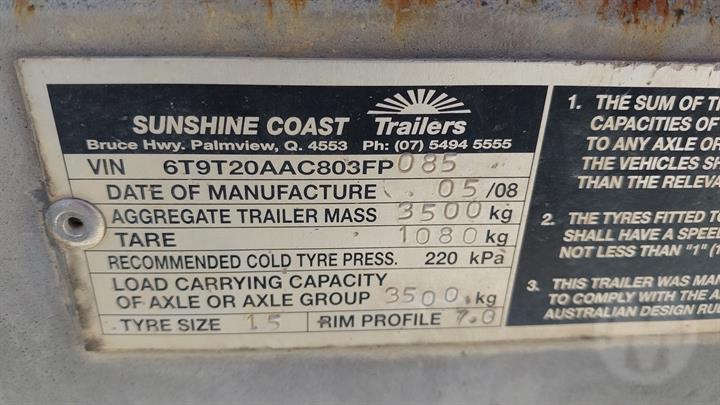 SUNSHINE COAST Trailers
Bruce Hwy. Palmview, Q. 4553 Ph: (07) 5494 5555
VIN 6T9T20AAC803FP085
DATE OF MANUFACTURE 05/08
AGGREGATE TRAILER MASS 3500 kg
TARE 1080 kg
RECOMMENDED COLD TYRE PRESS. 220 kPa
LOAD CARRYING CAPACITY
OF AXLE OR AXLE GROUP 3500 kg
TYRE SIZE 15 RIM PROFILE 7.0
1. THE SUM OF
CAPACITIES OF
TO ANY AXLE OR
THE VEHICLES
THAN THE
2. THE TYRES FITTED
SHALL HAVE A
NOT LESS THAN "1"
3. THIS TRAILER WAS
TO COMPLY WITH THE
AUSTRALIAN DESIGN